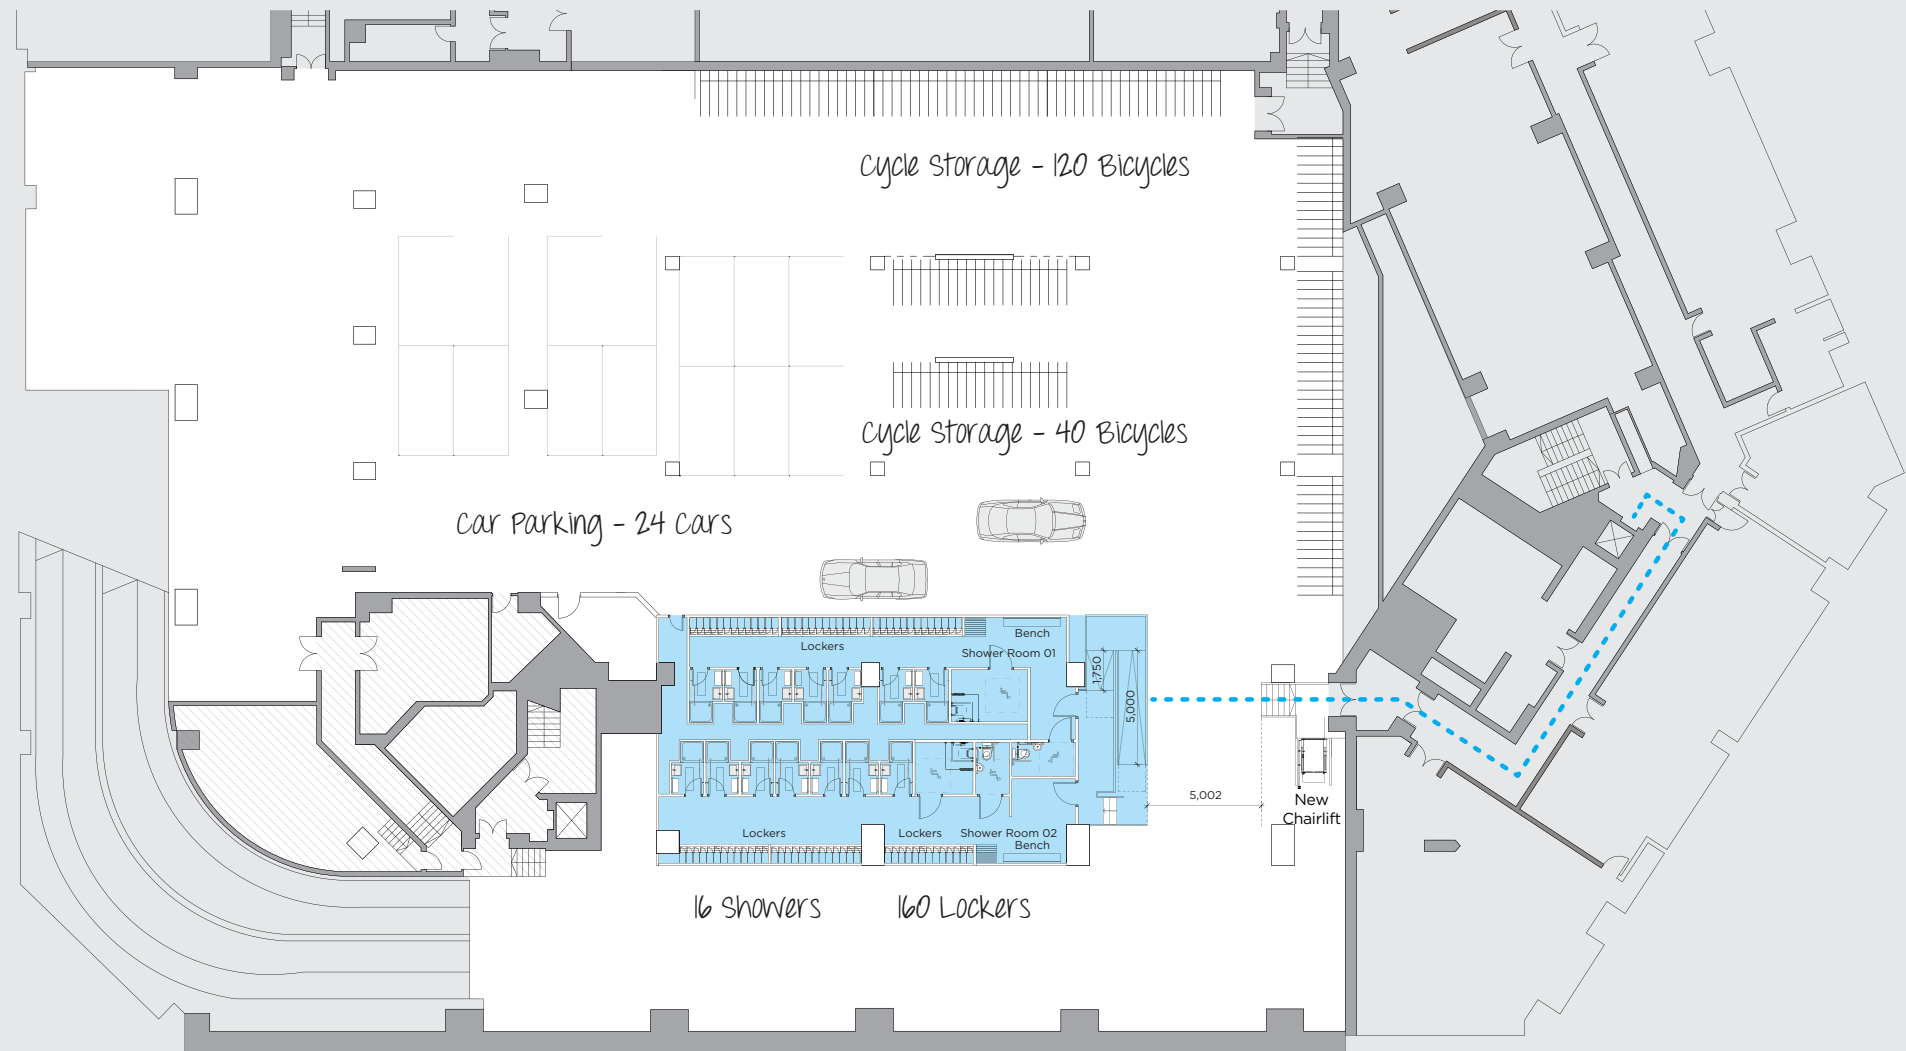 Cycle Storage - 120 Bicycles
Cycle Storage - 40 Bicycles
Car Parking - 24 Cars
Bench
Lockers
Shower Room 01
1,750
5,000
5,002
New
Chairlift
Lockers
Lockers
Shower Room 02
Bench
16 Showers
160 Lockers